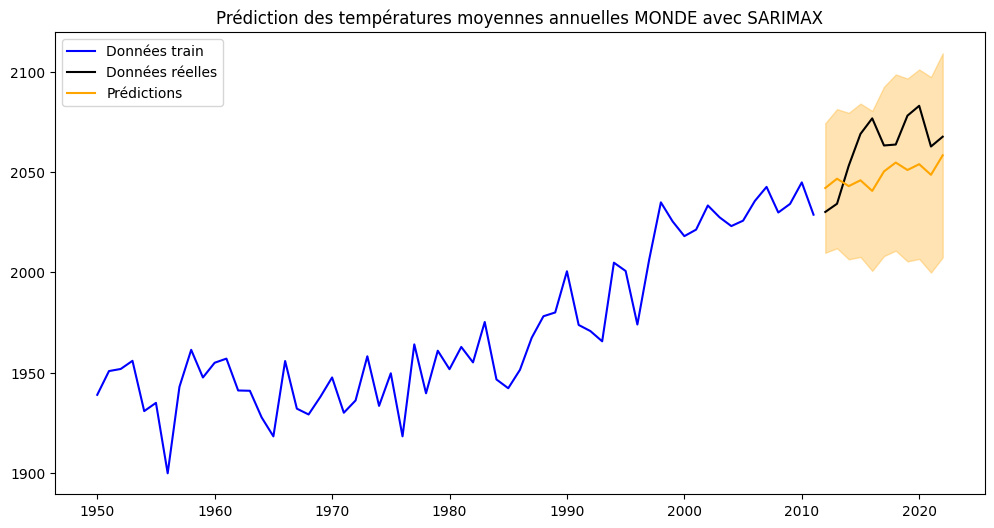 Prédiction des températures moyennes annuelles MONDE avec SARIMAX
Données train
Données réelles
Prédictions
2100
2050
2000
1950
1900
1950 1960 1970 1980 1990 2000 2010 2020